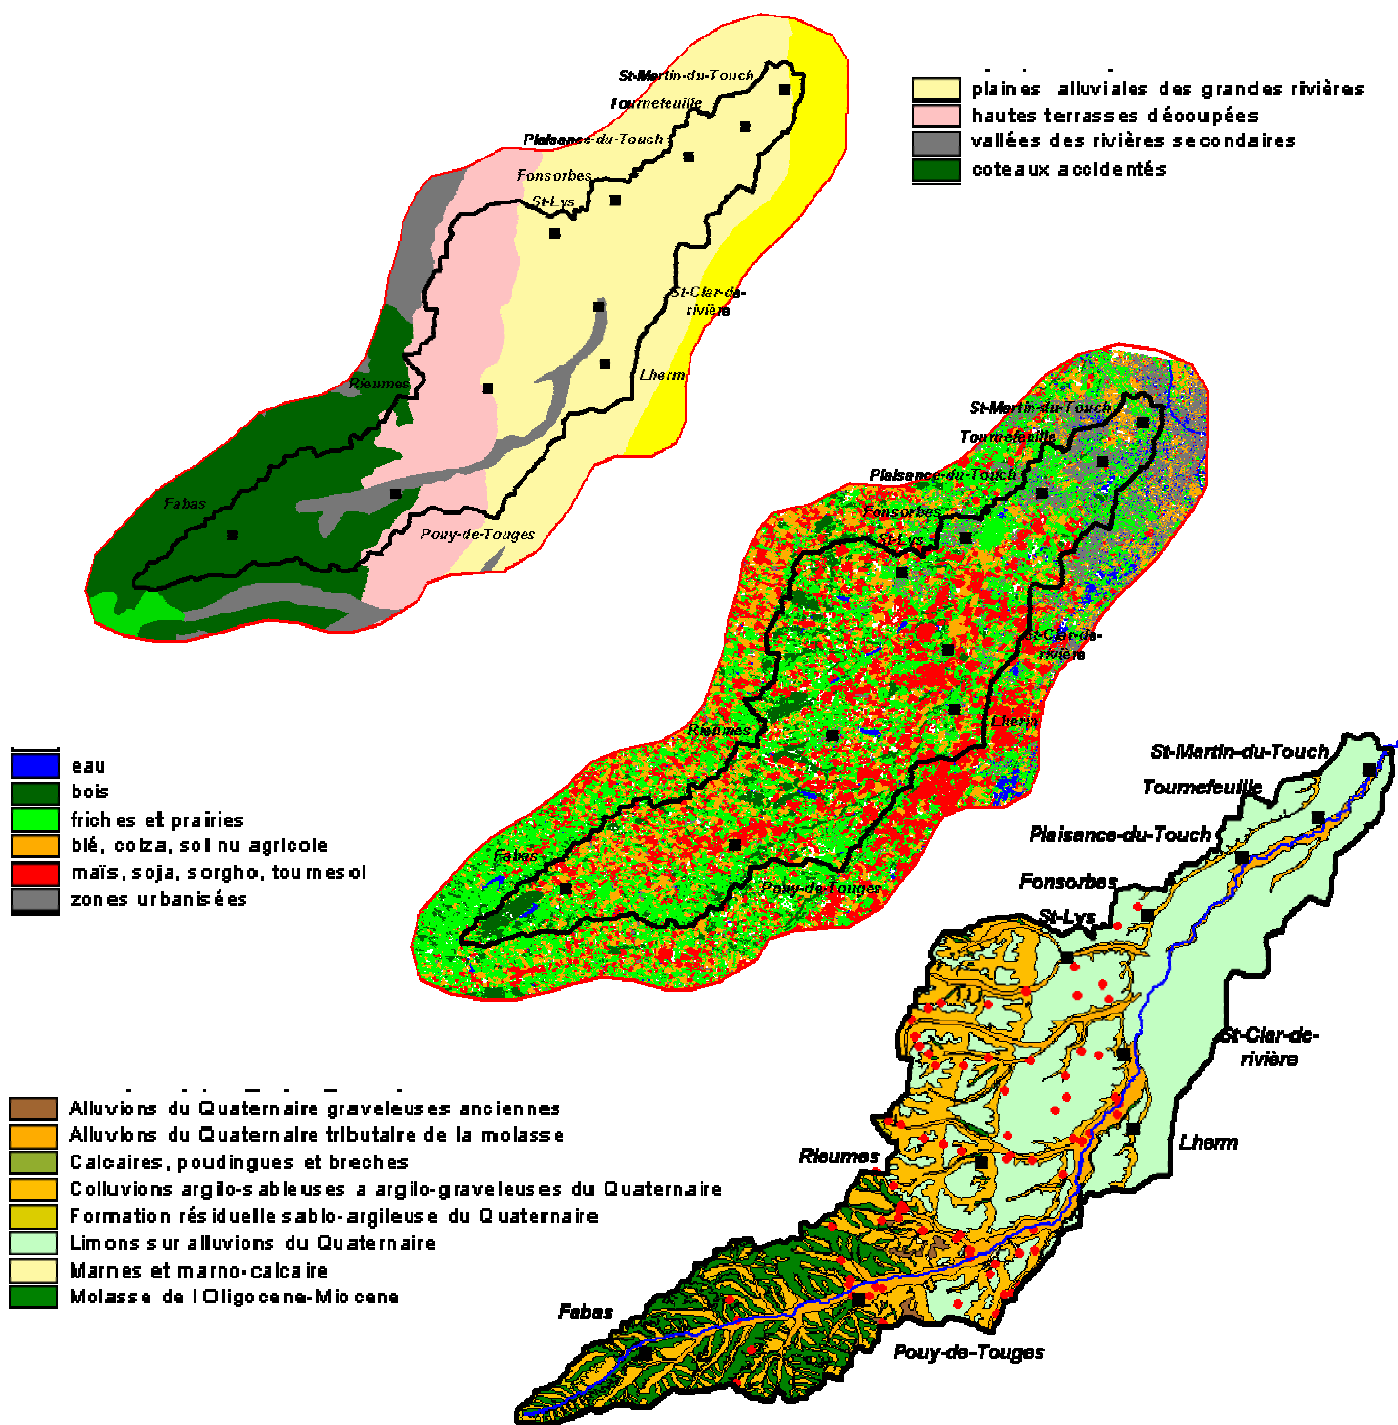 St-Martin-du-Touch
Tournefeuille
Plaisance-du-Touch
Fonsorbes
St-Lys
St-Clar-de-
rivière
Lherm
Rieumes
Fabas
Pouy-de-Touges
plaines alluviales des grandes rivières
hautes terrasses découpées
vallées des rivières secondaires
coteaux accidentés
St-Martin-du-Touch
Tournefeuille
Plaisance-du-Touch
Fonsorbes
St-Lys
St-Clar-de-
rivière
Lherm
Rieumes
Fabas
Pouy-de-Touges
eau
bois
friches et prairies
blé, colza, sol nu agricole
maïs, soja, sorgho, tournesol
zones urbanisées
St-Martin-du-Touch
Tournefeuille
Plaisance-du-Touch
Fonsorbes
St-Lys
St-Clar-de-
rivière
Lherm
Rieumes
Fabas
Pouy-de-Touges
Alluvions du Quaternaire graveleuses anciennes
Alluvions du Quaternaire tributaire de la molasse
Calcaires, poudingues et breches
Colluvions argilo-sableuses a argilo-graveleuses du Quaternaire
Formation résiduelle sablo-argileuse du Quaternaire
Limons sur alluvions du Quaternaire
Marnes et marno-calcaire
Molasse de l Oligocene-Miocene